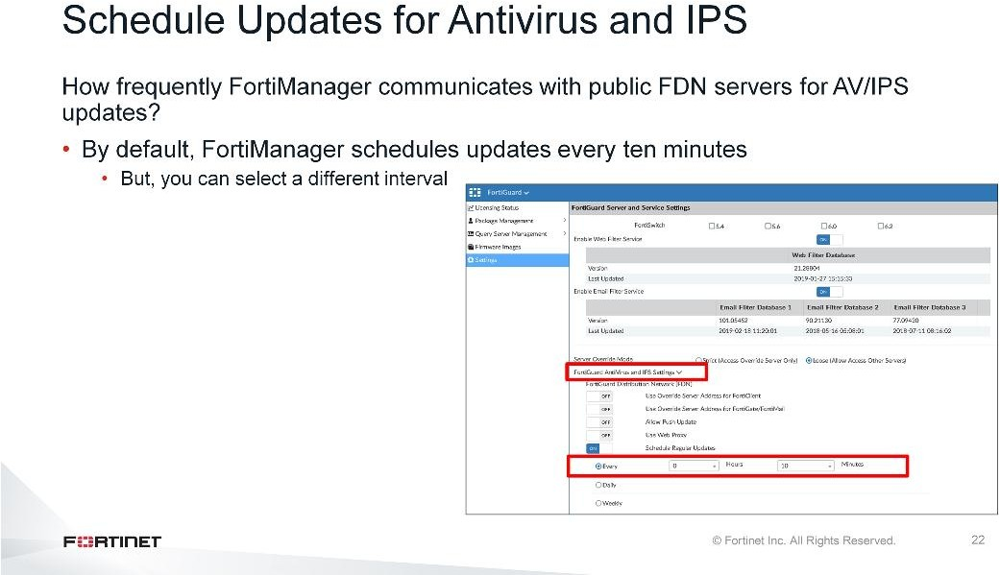 Schedule Updates for Antivirus and IPS
How frequently FortiManager communicates with public FDN servers for AV/IPS
updates?
• By default, FortiManager schedules updates every ten minutes
• But, you can select a different interval
FortiGuard
Licensing Status
Package Management
Query Server Management
Firmware Images
Settings
FortiGuard Server and Service Settings
FortiSwitch 5.4 5.6 6.0 6.2
Enable Web Filter Service ON
Web Filter Database
Version 21.28804
Last Updated 2019-01-27 15:15:33
Enable Email Filter Service ON
Email Filter Database 1 Email Filter Database 2 Email Filter Database 3
Version 101.05452 90.21130 77.09430
Last Updated 2019-02-18 11:20:01 2018-05-16 05:08:01 2018-07-11 08:16:02
Server Override Mode Strict (Access Override Server Only) Loose (Allow Access Other Servers)
FortiGuard AntiVirus and IPS Settings
FortiGuard Distribution Network (FDN)
OFF Use Override Server Address for FortiClient
OFF Use Override Server Address for FortiGate/FortiMail
OFF Allow Push Update
OFF Use Web Proxy
ON Schedule Regular Updates
Every 0 Hours 10 Minutes
Daily
Weekly
FORTINET
© Fortinet Inc. All Rights Reserved.
22